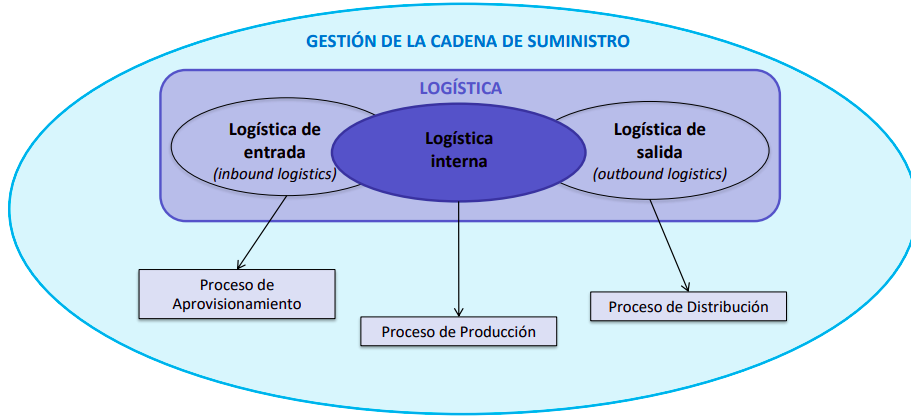 GESTIÓN DE LA CADENA DE SUMINISTRO
LOGÍSTICA
Logística de
entrada
(inbound logistics)
Logística
interna
Logística de
salida
(outbound logistics)
Proceso de
Aprovisionamiento
Proceso de Producción
Proceso de Distribución